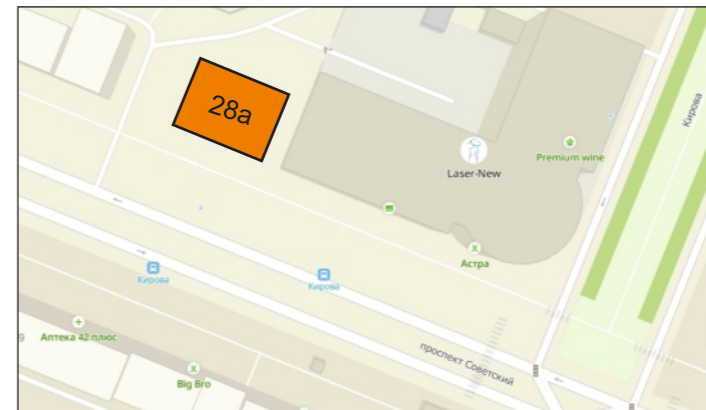 28а
Кирова
Premium wine
Laser-New
Астра
Кирова
Кирова
Аптека 42 плюс
проспект Советский
Big Bro